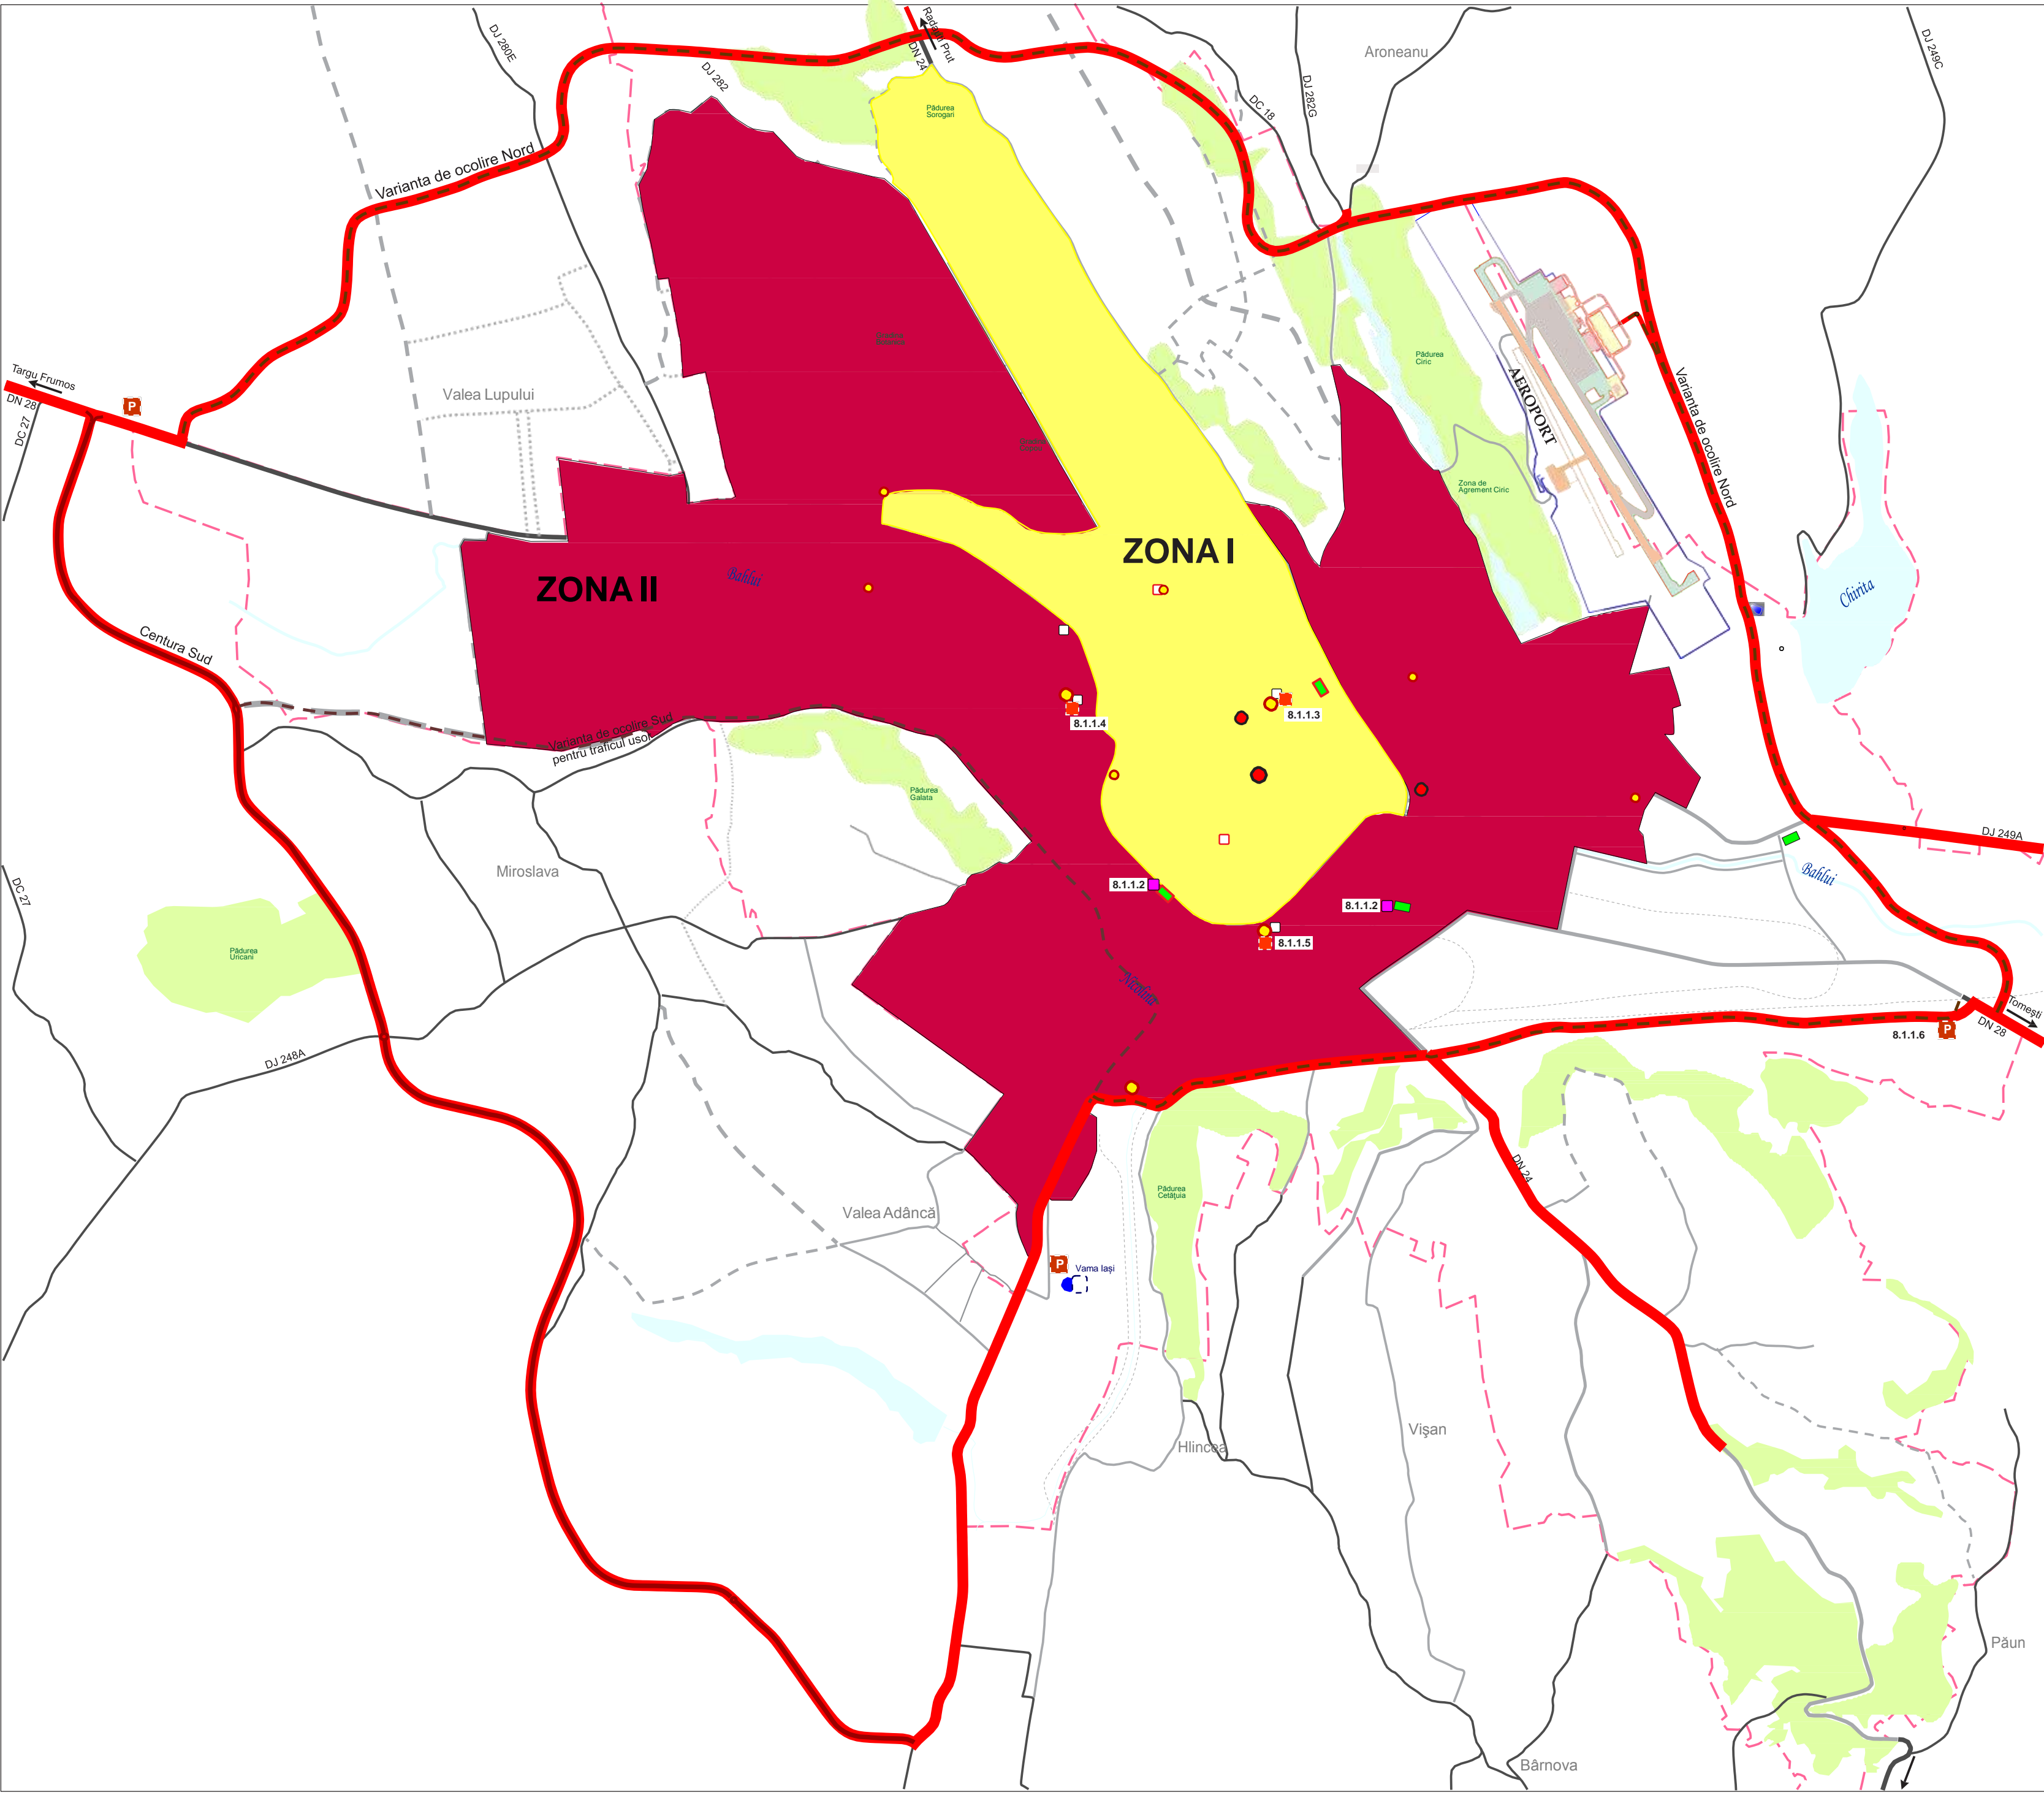 Radauti Prut
DN 24
DJ 280E
DJ 282
Aroneanu
DJ 249C
DC 18
DJ 282G
Pădurea
Sorogari
Varianta de ocolire Nord
Targu Frumos
DN 28
DC 27
P
Valea Lupului
Pădurea
Ciric
AEROPORT
Varianta de ocolire Nord
Zona de
Agrement Ciric
ZONA I
ZONA II
Bahlui
Chirita
Centura Sud
8.1.1.4
8.1.1.3
Varianta de ocolire Sud
pentru traficul usor
Pădurea
Galata
Miroslava
DJ 249A
Bahlui
DC 27
8.1.1.2
8.1.1.2
8.1.1.5
Pădurea
Uricani
Nicolina
Tomești
DN 28
P
8.1.1.6
DJ 248A
DN 24
Pădurea
Cetățuia
Valea Adâncă
P
Vama Iași
Vișan
Hlincea
Păun
Bârnova